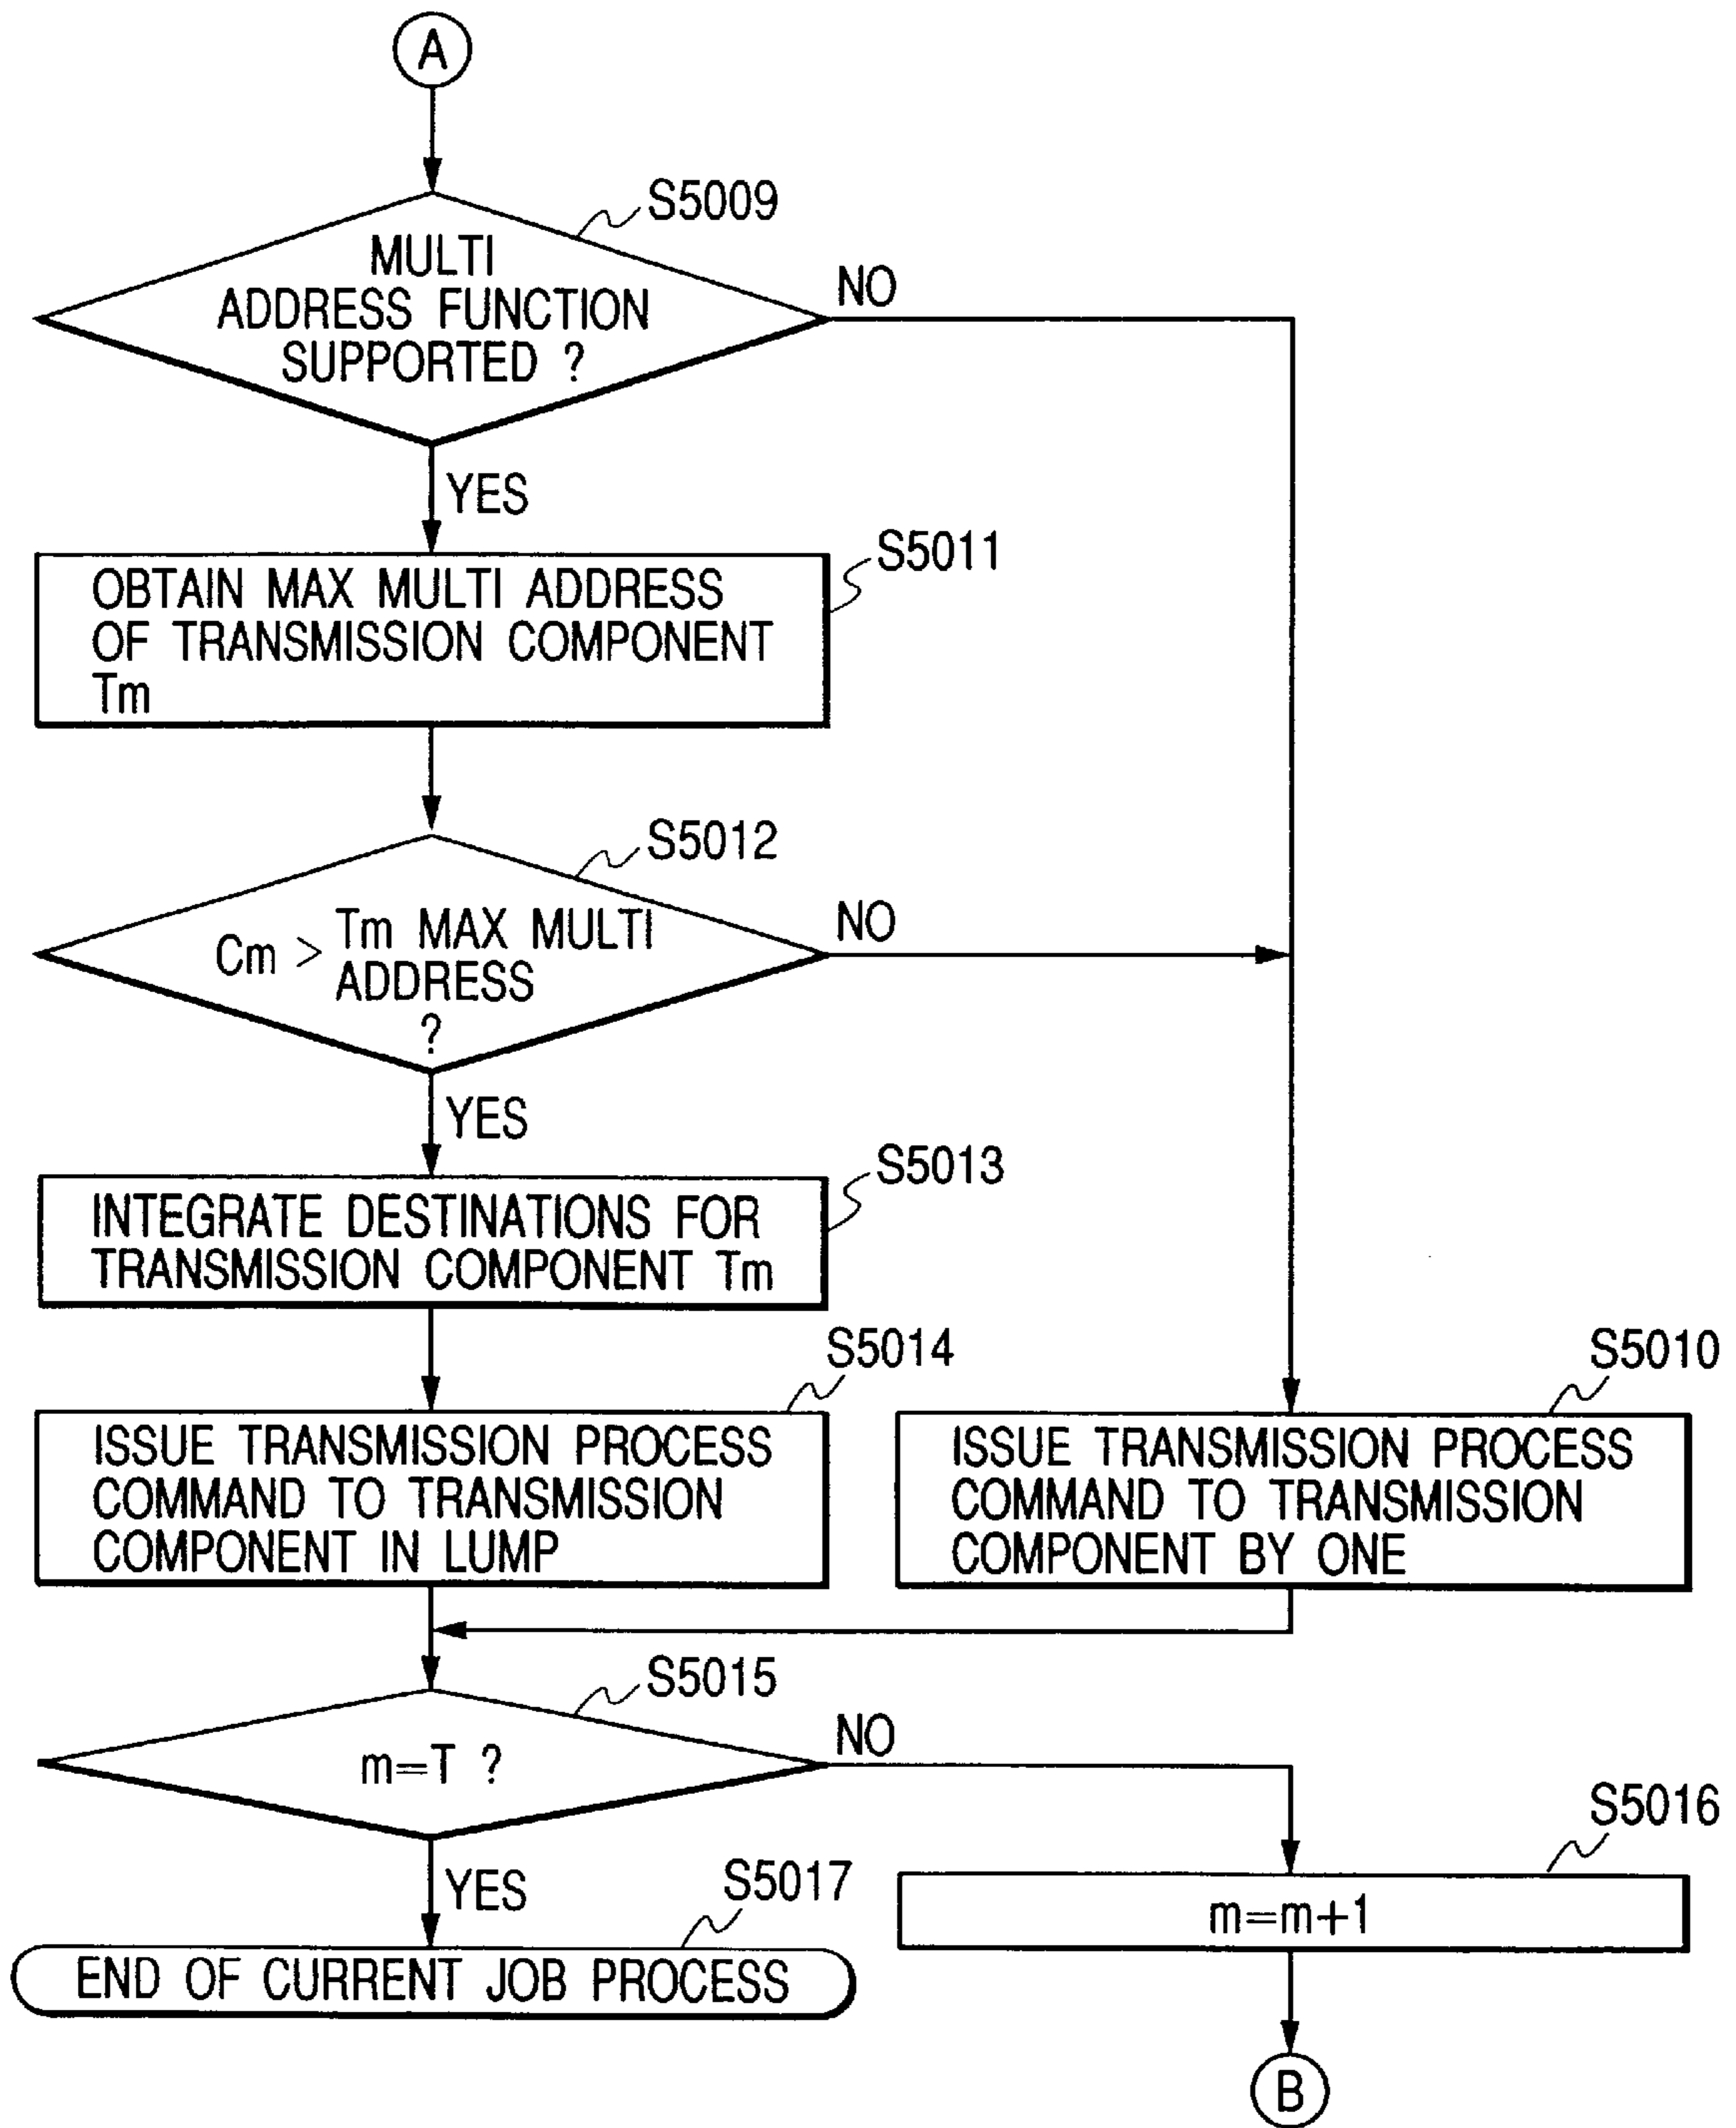 A
S5009
MULTI
ADDRESS FUNCTION
SUPPORTED ?
NO
YES
S5011
OBTAIN MAX MULTI ADDRESS
OF TRANSMISSION COMPONENT
Tm
S5012
Cm > Tm MAX MULTI
ADDRESS
?
NO
YES
S5013
INTEGRATE DESTINATIONS FOR
TRANSMISSION COMPONENT Tm
S5014
ISSUE TRANSMISSION PROCESS
COMMAND TO TRANSMISSION
COMPONENT IN LUMP
S5010
ISSUE TRANSMISSION PROCESS
COMMAND TO TRANSMISSION
COMPONENT BY ONE
S5015
m=T ?
NO
YES
S5016
m=m+1
S5017
END OF CURRENT JOB PROCESS
B